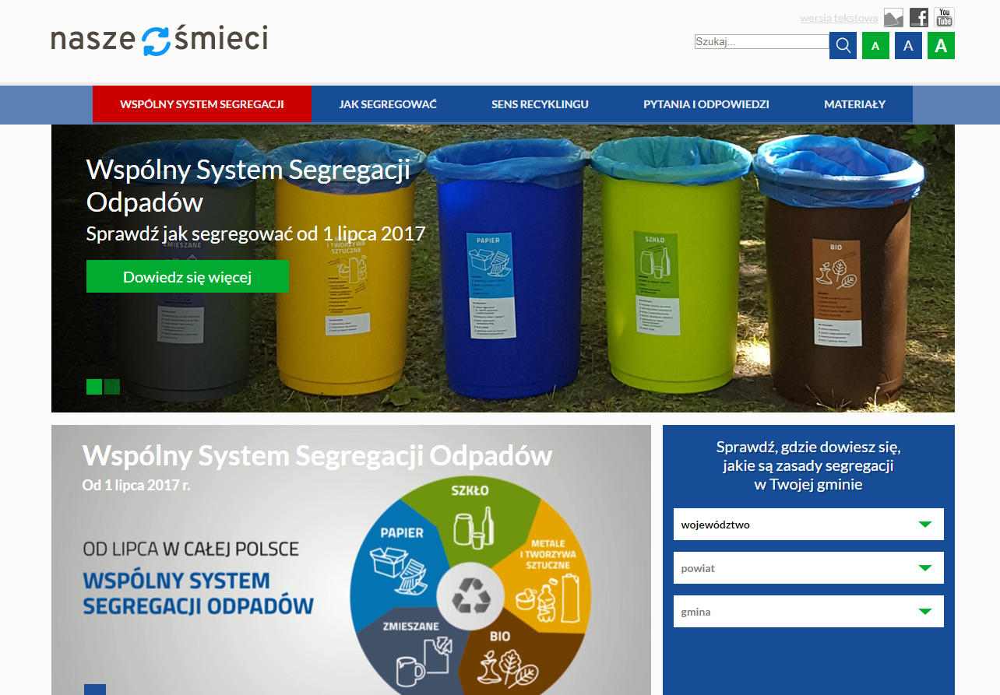 nasze śmieci
wersja tekstowa
You
Tube
Szukaj...
A A A
WSPÓLNY SYSTEM SEGREGACJI
JAK SEGREGOWAĆ
SENS RECYKLINGU
PYTANIA I ODPOWIEDZI
MATERIAŁY
Wspólny System Segregacji
Odpadów
Sprawdź jak segregować od 1 lipca 2017
Dowiedz się więcej
ZMIESZANE
I TWORZYWA
SZTUCZNE
PAPIER
SZKŁO
BIO
Wspólny System Segregacji Odpadów
Od 1 lipca 2017 r.
OD LIPCA W CAŁEJ POLSCE
WSPÓLNY SYSTEM
SEGREGACJI ODPADÓW
SZKŁO
PAPIER
METALE
I TWORZYWA
SZTUCZNE
ZMIESZANE
BIO
Sprawdź, gdzie dowiesz się,
jakie są zasady segregacji
w Twojej gminie
województwo
powiat
gmina